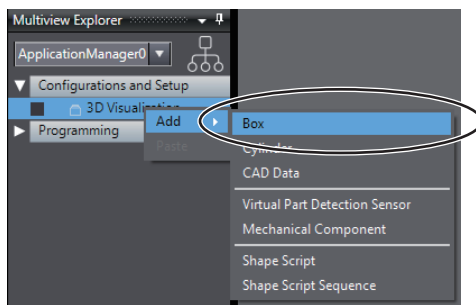 Multiview Explorer
ApplicationManager0
Configurations and Setup
3D Visualization
Add
Box
Programming
Paste
Cylinder
CAD Data
Virtual Part Detection Sensor
Mechanical Component
Shape Script
Shape Script Sequence